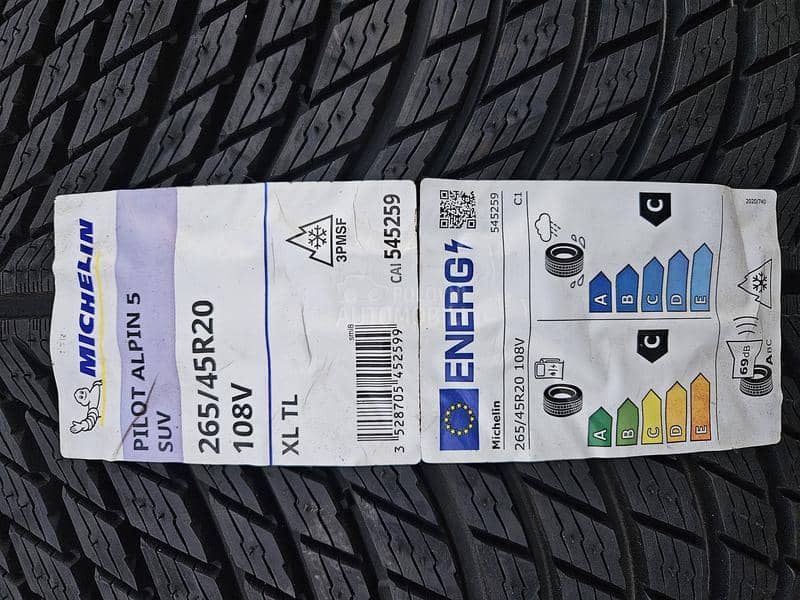 MICHELIN
PILOT ALPIN 5
SUV
265/45R20
108V
XL TL
3PMSF
CAI 545259
3 528705 452599
ENERG
Michelin
545259
265/45R20 108V
C1
C
A
B
C
D
E
C
A
B
C
D
E
69dB
2020/740